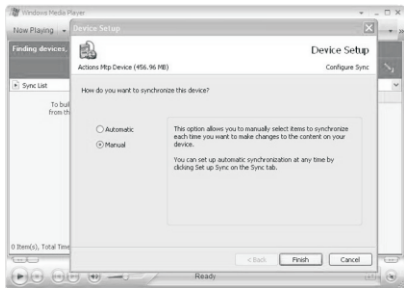 Windows Media Player
Now Playing
Device Setup
Finding devices,
Device Setup
Configure Sync
Actions Mtp Device (456.96 MB)
Sync List
How do you want to synchronize this device?
To bui
from th
Automatic
Manual
This option allows you to manually select items to synchronize
each time you want to make changes to the content on your
device.
You can set up automatic synchronization at any time by
clicking Set up Sync on the Sync tab.
0 Item(s), Total Time
< Back
Finish
Cancel
Ready